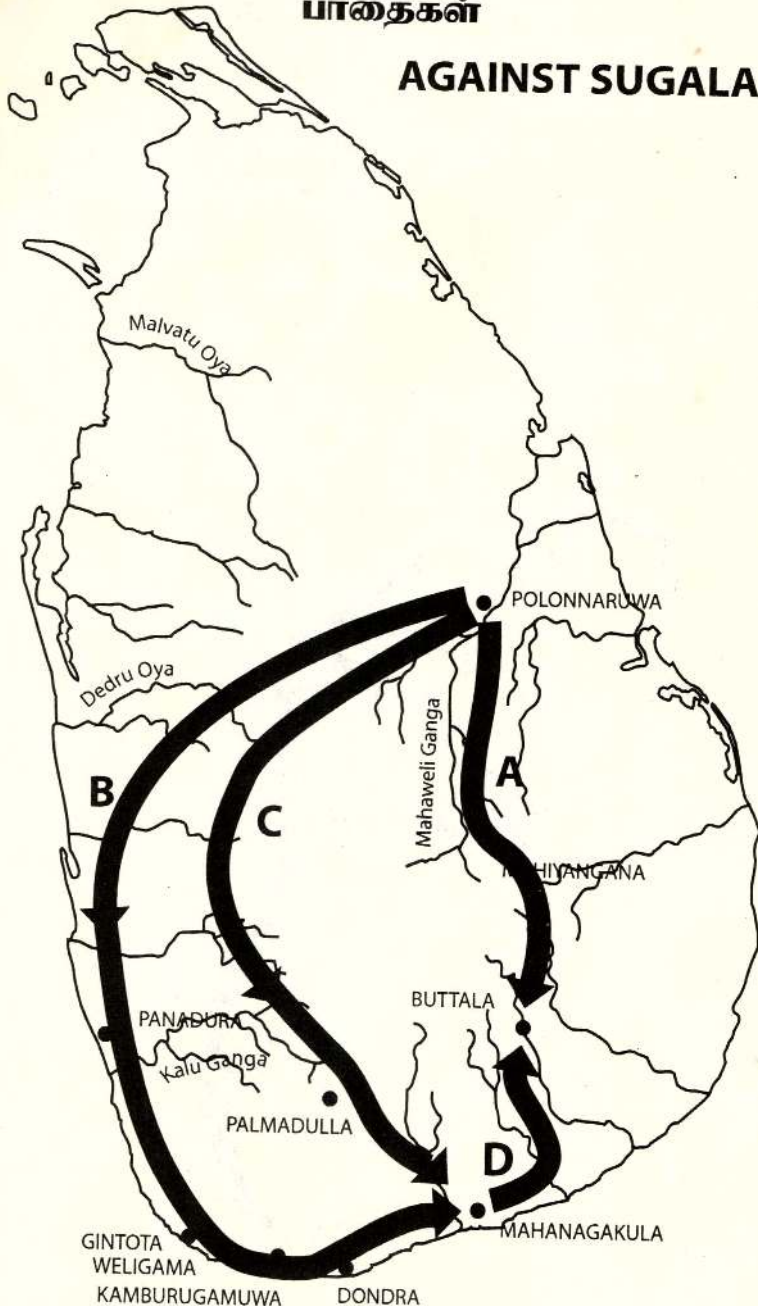 பாதைகள்
AGAINST SUGALA
Malvatu Oya
POLONNARUWA
Dedru Oya
Mahaweli Ganga
A
B
C
HIYANGANA
BUTTALA
PANADURA
Kalu Ganga
PALMADULLA
D
MAHANAGAKULA
GINTOTA
WELIGAMA
KAMBURUGAMUWA
DONDRA